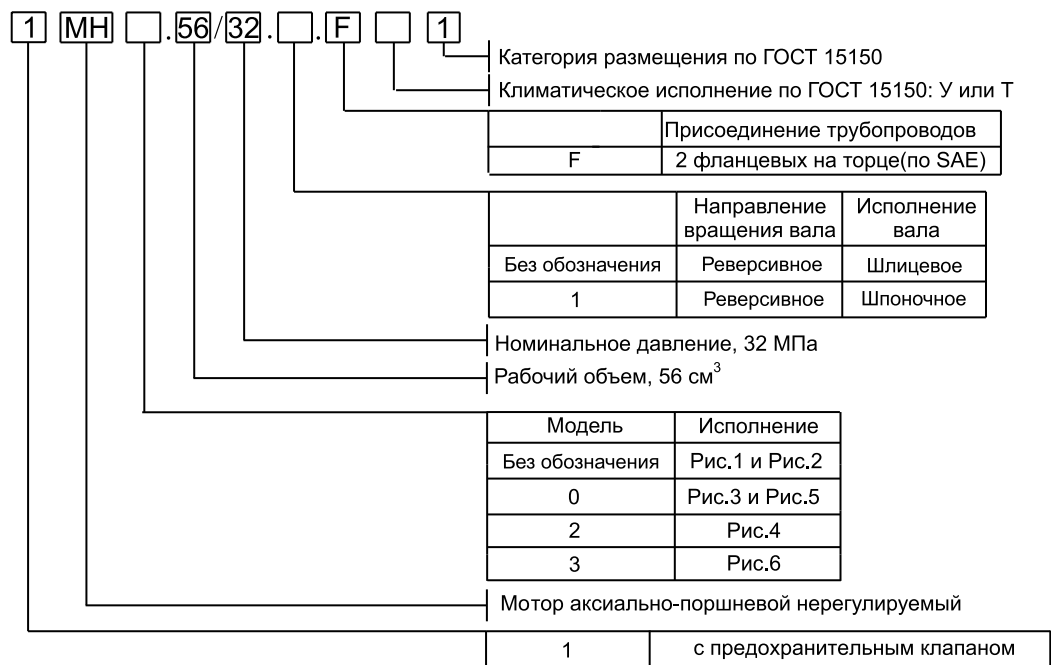 1 МН .56/32. .F 1
Категория размещения по ГОСТ 15150
Климатическое исполнение по ГОСТ 15150: У или Т
Присоединение трубопроводов
F 2 фланцевых на торце(по SAE)
Направление вращения вала Исполнение вала
Без обозначения Реверсивное Шлицевое
1 Реверсивное Шпоночное
Номинальное давление, 32 МПа
Рабочий объем, 56 см³
Модель Исполнение
Без обозначения Рис.1 и Рис.2
0 Рис.3 и Рис.5
2 Рис.4
3 Рис.6
Мотор аксиально-поршневой нерегулируемый
1 с предохранительным клапаном